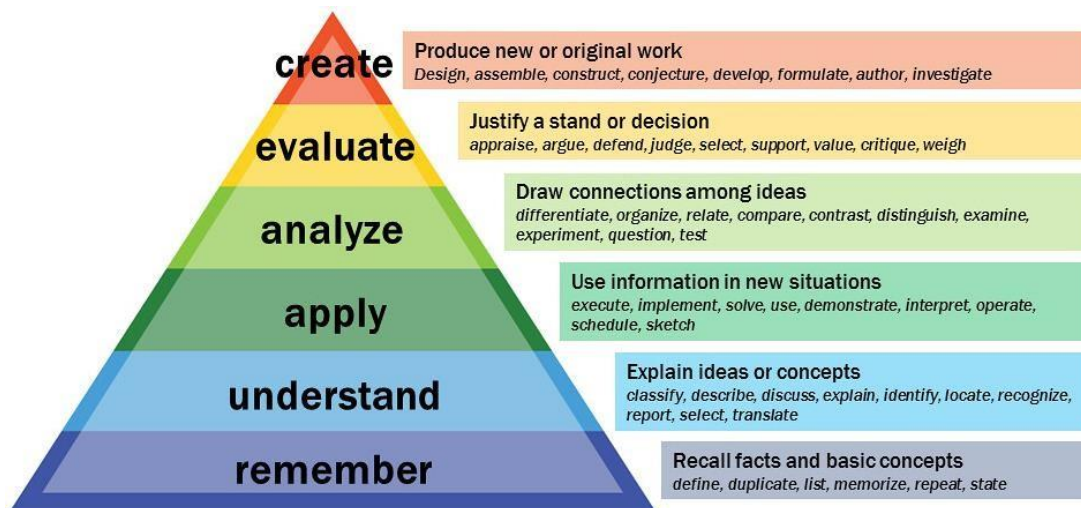 create
Produce new or original work
Design, assemble, construct, conjecture, develop, formulate, author, investigate
evaluate
Justify a stand or decision
appraise, argue, defend, judge, select, support, value, critique, weigh
analyze
Draw connections among ideas
differentiate, organize, relate, compare, contrast, distinguish, examine,
experiment, question, test
apply
Use information in new situations
execute, implement, solve, use, demonstrate, interpret, operate,
schedule, sketch
understand
Explain ideas or concepts
classify, describe, discuss, explain, identify, locate, recognize,
report, select, translate
remember
Recall facts and basic concepts
define, duplicate, list, memorize, repeat, state